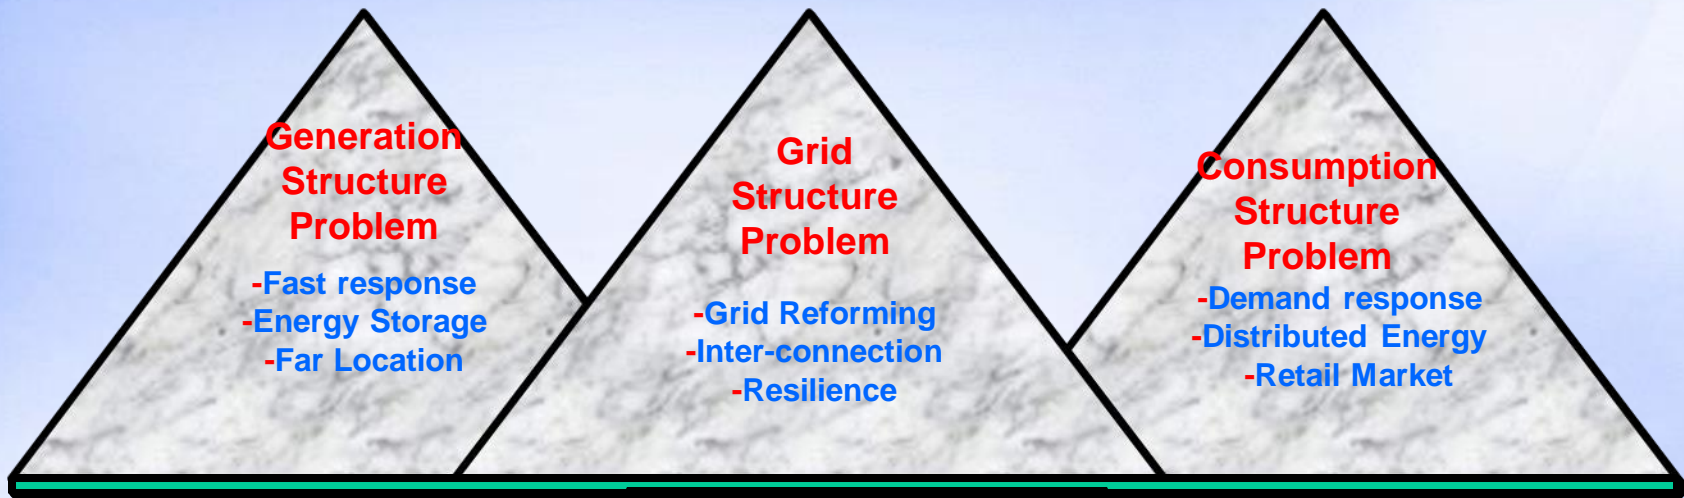 Generation
Structure
Problem
-Fast response
-Energy Storage
-Far Location
Grid
Structure
Problem
-Grid Reforming
-Inter-connection
-Resilience
Consumption
Structure
Problem
-Demand response
-Distributed Energy
-Retail Market